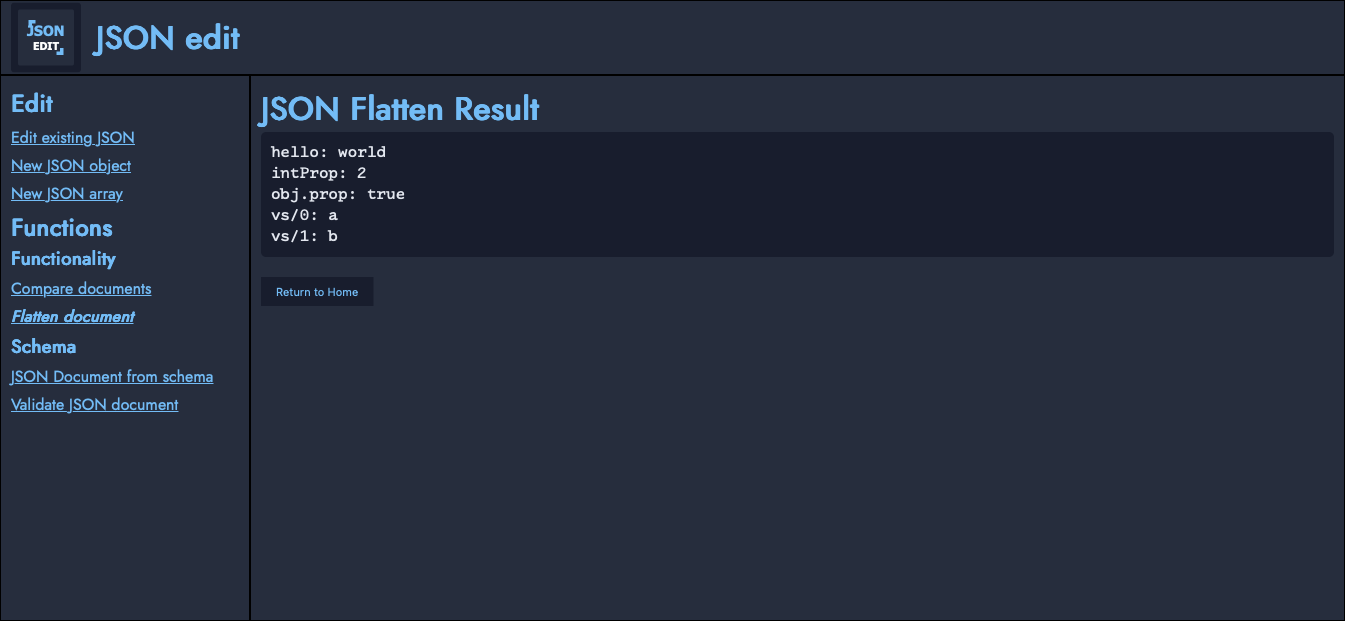 JSON
EDIT
JSON edit
Edit
Edit existing JSON
New JSON object
New JSON array
Functions
Functionality
Compare documents
Flatten document
Schema
JSON Document from schema
Validate JSON document
JSON Flatten Result
hello: world
intProp: 2
obj.prop: true
vs/0: a
vs/1: b
Return to Home